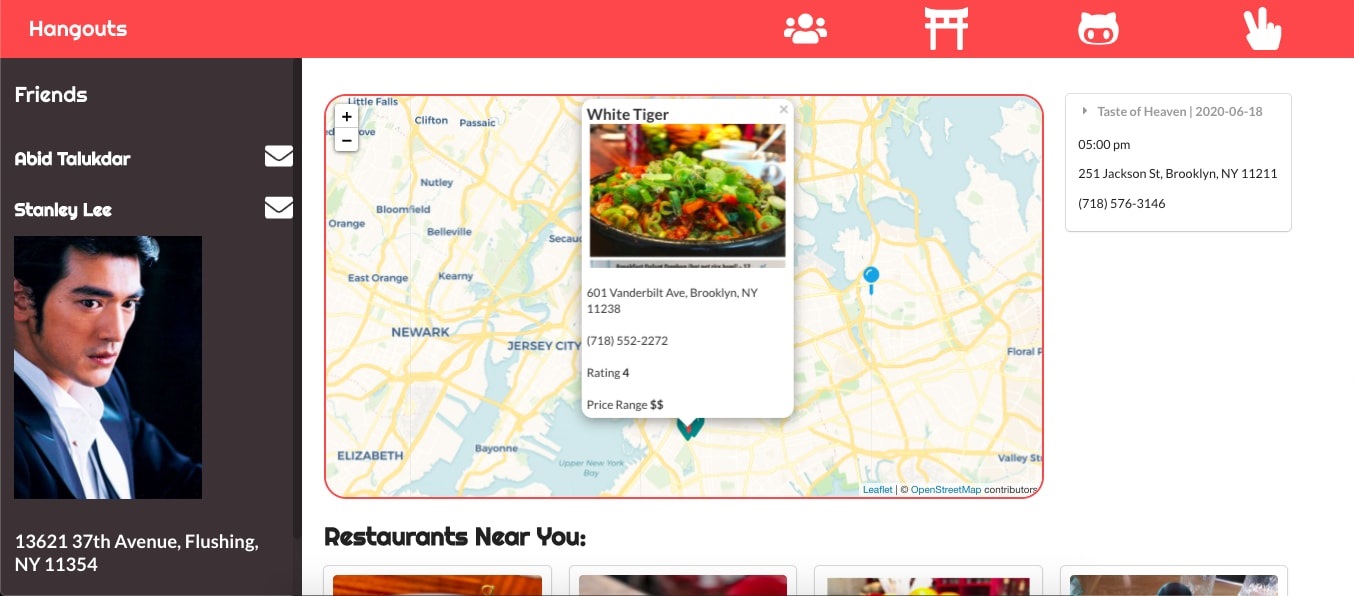 Hangouts
Friends
Abid Talukdar
Stanley Lee
13621 37th Avenue, Flushing,
NY 11354
+
−
Little Falls
Clifton
Passaic
Nutley
Bloomfield
Orange
Belleville
Secauc
East Orange
Kearny
NEWARK
JERSEY CITY
ELIZABETH
Bayonne
Upper New York
Bay
Floral P
Valley St
White Tiger
×
601 Vanderbilt Ave, Brooklyn, NY
11238
(718) 552-2272
Rating 4
Price Range $$
Leaflet | © OpenStreetMap contributors
Taste of Heaven | 2020-06-18
05:00 pm
251 Jackson St, Brooklyn, NY 11211
(718) 576-3146
Restaurants Near You: